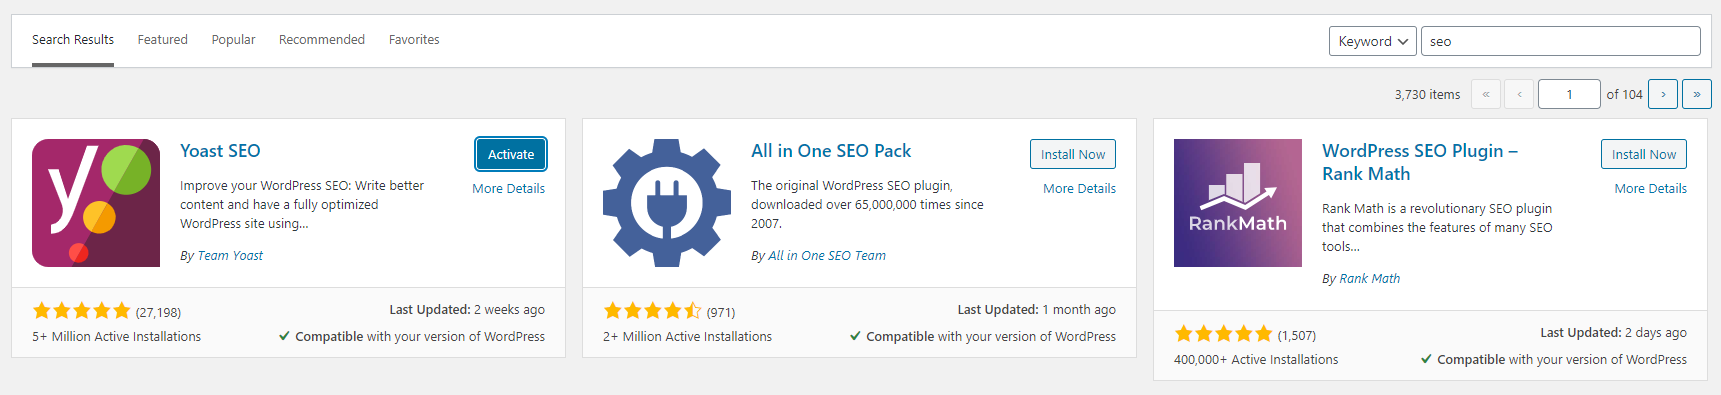 Search Results Featured Popular Recommended Favorites Keyword seo
3,730 items « ‹ 1 of 104 › »
Yoast SEO
Activate
More Details
Improve your WordPress SEO: Write better
content and have a fully optimized
WordPress site using...
By Team Yoast
(27,198)
Last Updated: 2 weeks ago
5+ Million Active Installations
Compatible with your version of WordPress
All in One SEO Pack
Install Now
More Details
The original WordPress SEO plugin,
downloaded over 65,000,000 times since
2007.
By All in One SEO Team
(971)
Last Updated: 1 month ago
2+ Million Active Installations
Compatible with your version of WordPress
RankMath
WordPress SEO Plugin –
Rank Math
Install Now
More Details
Rank Math is a revolutionary SEO plugin
that combines the features of many SEO
tools...
By Rank Math
(1,507)
Last Updated: 2 days ago
400,000+ Active Installations
Compatible with your version of WordPress